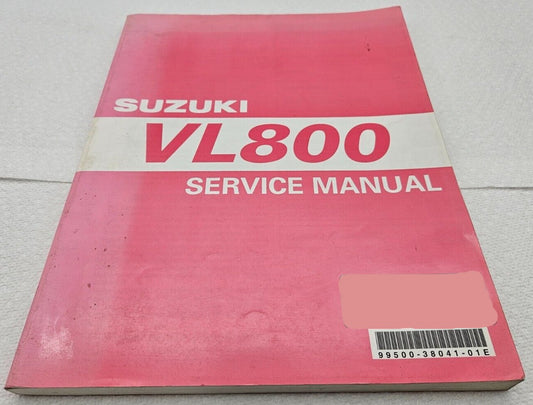 SUZUKI
VL800
SERVICE MANUAL
99500-38041-01E